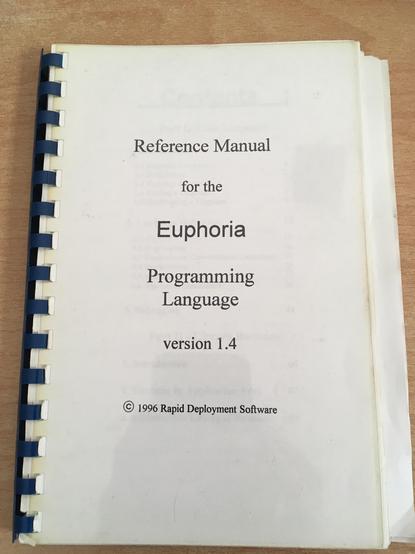 Reference Manual
for the
Euphoria
Programming
Language
version 1.4
© 1996 Rapid Deployment Software